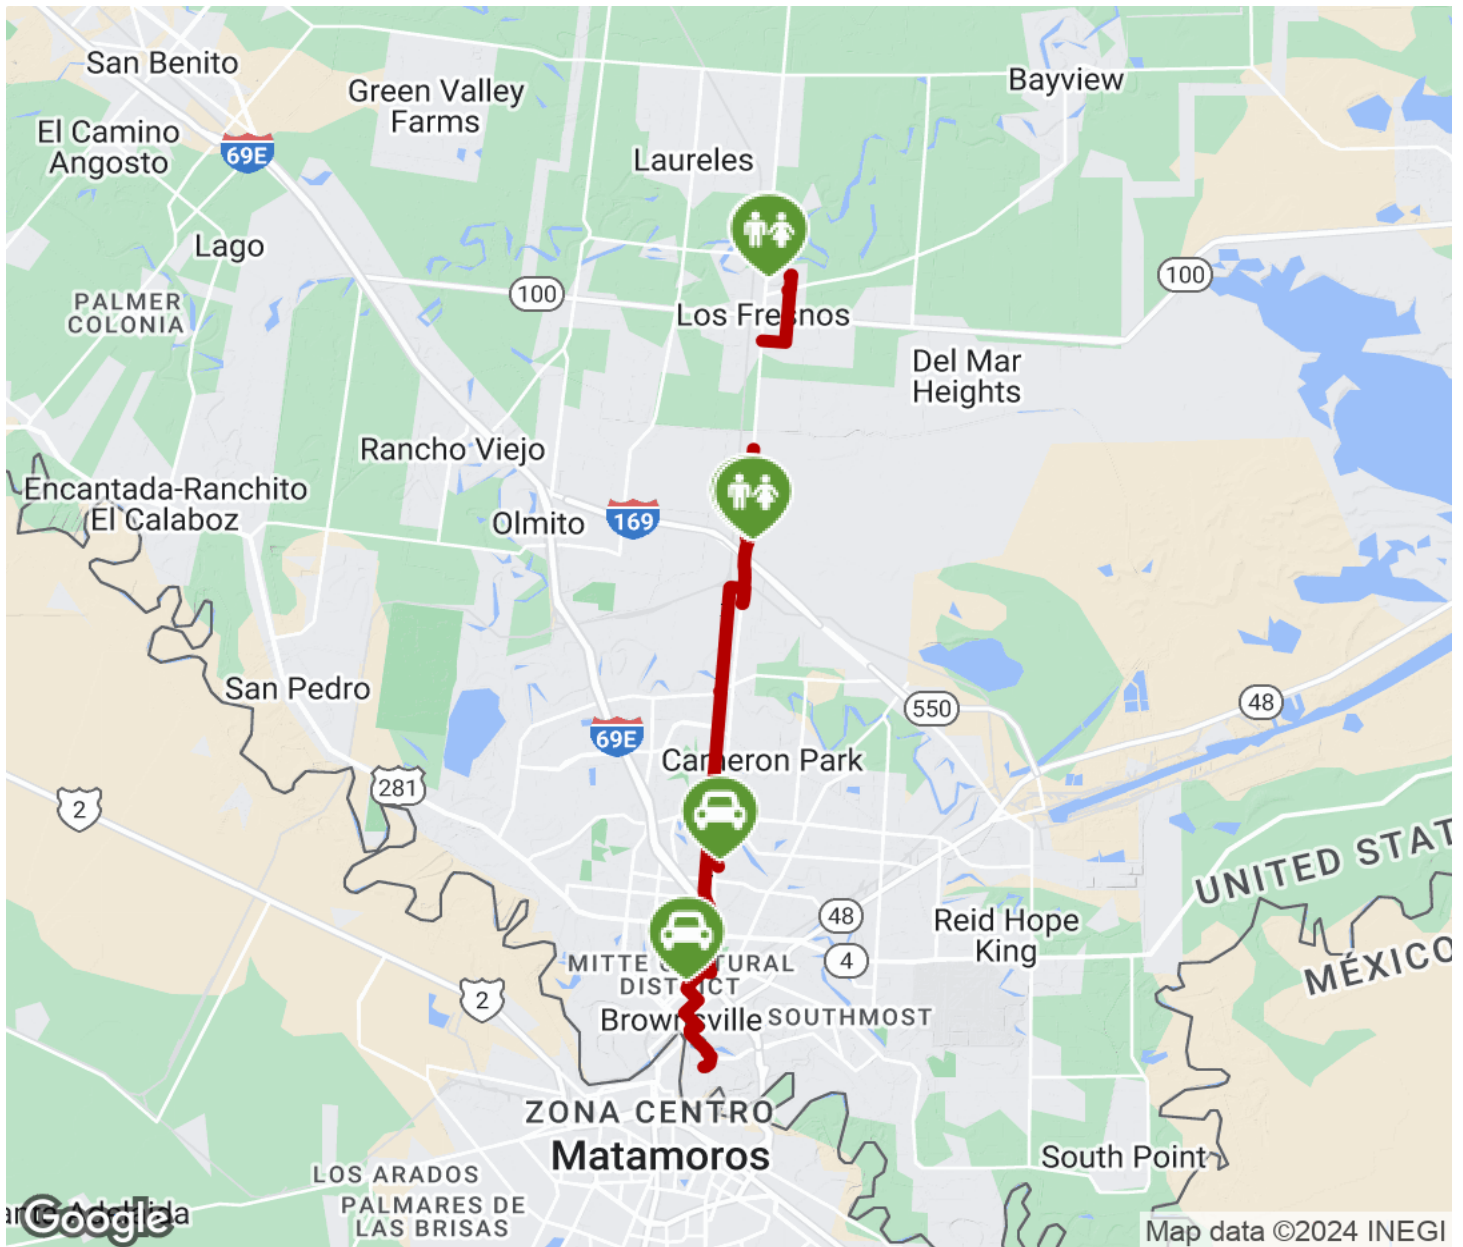 San Benito
Green Valley
Farms
Bayview
El Camino
Angosto
69E
Laureles
Lago
100
100
PALMER
COLONIA
Los Fresnos
Del Mar
Heights
Rancho Viejo
Encantada-Ranchito
El Calaboz
Olmito
169
San Pedro
550
48
69E
Cameron Park
281
2
UNITED STAT
48
Reid Hope
King
4
MÉXICO
MITTE CULTURAL
DISTRICT
2
Brownsville
SOUTHMOST
ZONA CENTRO
Matamoros
South Point
LOS ARADOS
PALMARES DE
LAS BRISAS
Google
Map data ©2024 INEGI